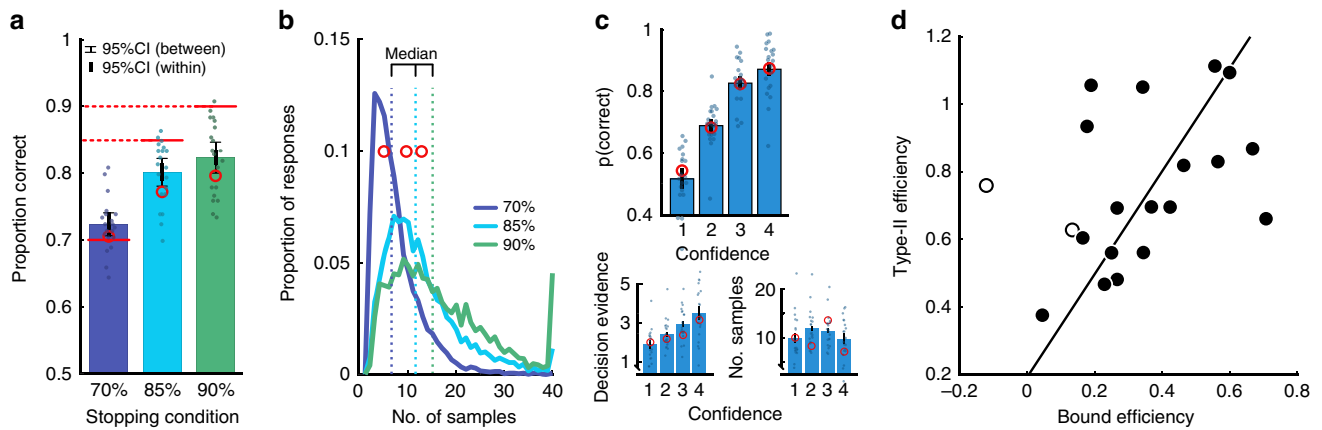 a
1
0.9
0.8
0.7
0.6
0.5
Proportion correct
95%CI (between)
95%CI (within)
70% 85% 90%
Stopping condition
b
0.15
0.1
0.05
0
Proportion of responses
Median
70%
85%
90%
0 10 20 30 40
No. of samples
c
1
0.8
0.6
0.4
p(correct)
1 2 3 4
Confidence
5
3
1
Decision evidence
1 2 3 4
20
10
No. samples
1 2 3 4
Confidence
d
1.2
1
0.8
0.6
0.4
0.2
Type-II efficiency
−0.2 0 0.2 0.4 0.6 0.8
Bound efficiency